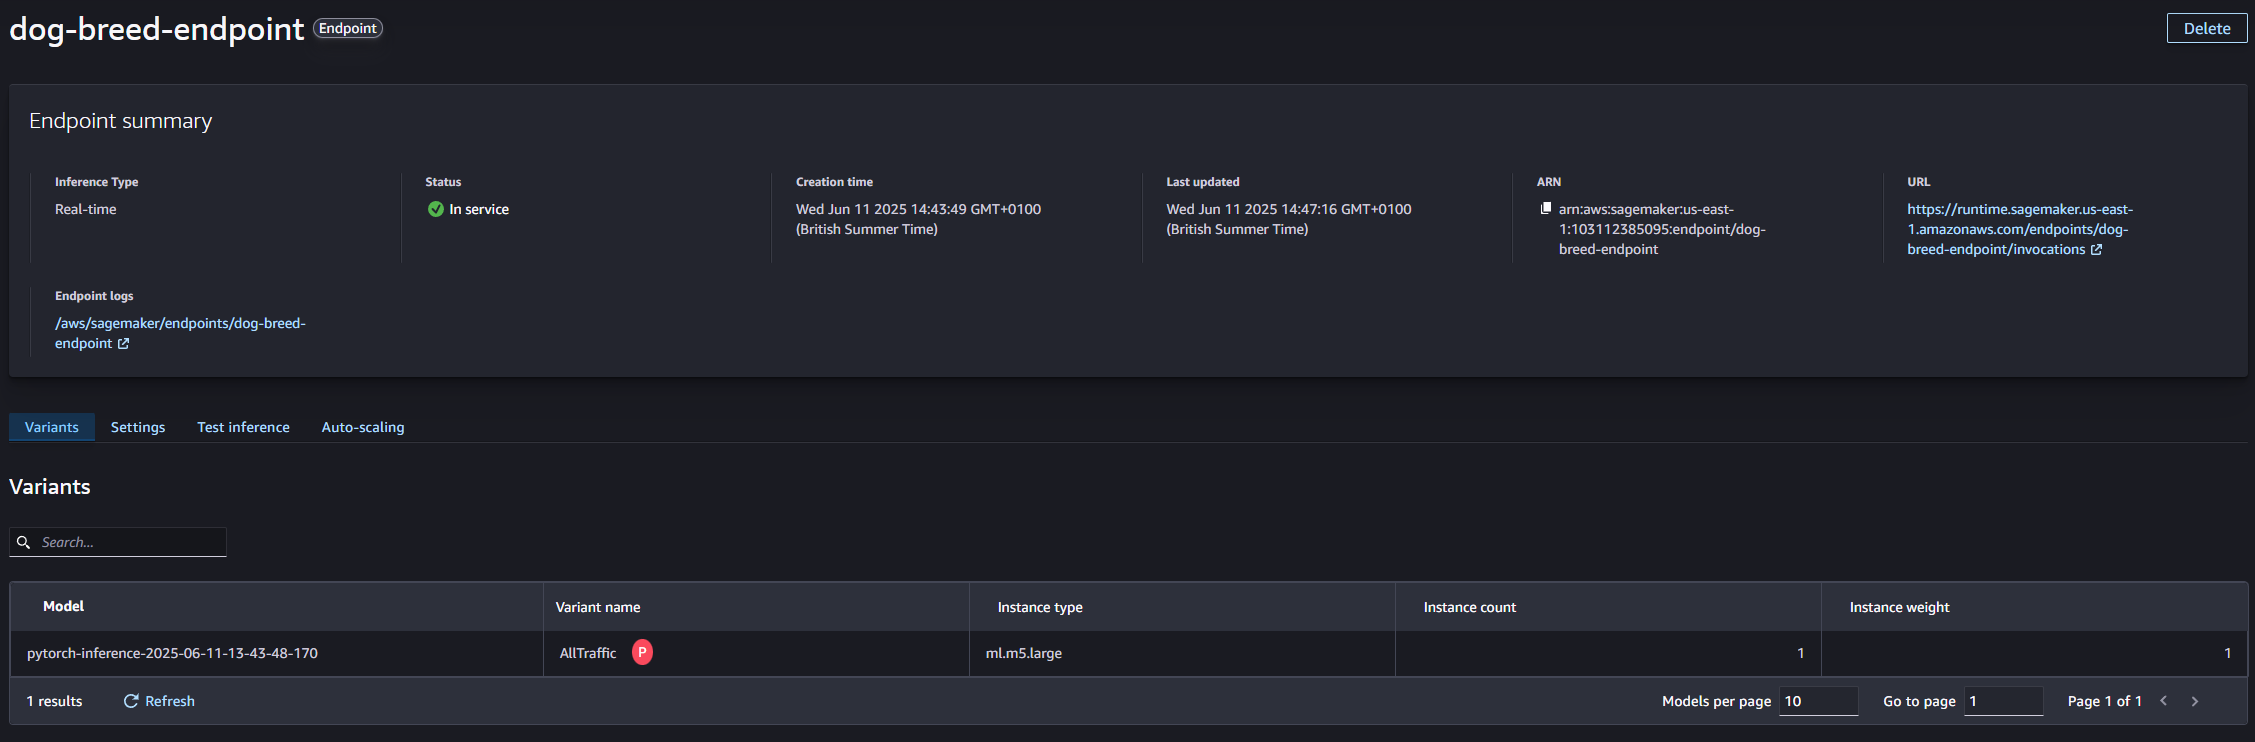 dog-breed-endpoint Endpoint
Delete
Endpoint summary
Inference Type
Real-time
Status
In service
Creation time
Wed Jun 11 2025 14:43:49 GMT+0100
(British Summer Time)
Last updated
Wed Jun 11 2025 14:47:16 GMT+0100
(British Summer Time)
ARN
arn:aws:sagemaker:us-east-
1:103112385095:endpoint/dog-
breed-endpoint
URL
https://runtime.sagemaker.us-east-
1.amazonaws.com/endpoints/dog-
breed-endpoint/invocations
Endpoint logs
/aws/sagemaker/endpoints/dog-breed-
endpoint
Variants Settings Test inference Auto-scaling
Variants
Search...
Model Variant name Instance type Instance count Instance weight
pytorch-inference-2025-06-11-13-43-48-170 AllTraffic P ml.m5.large 1 1
1 results Refresh Models per page 10 Go to page 1 Page 1 of 1